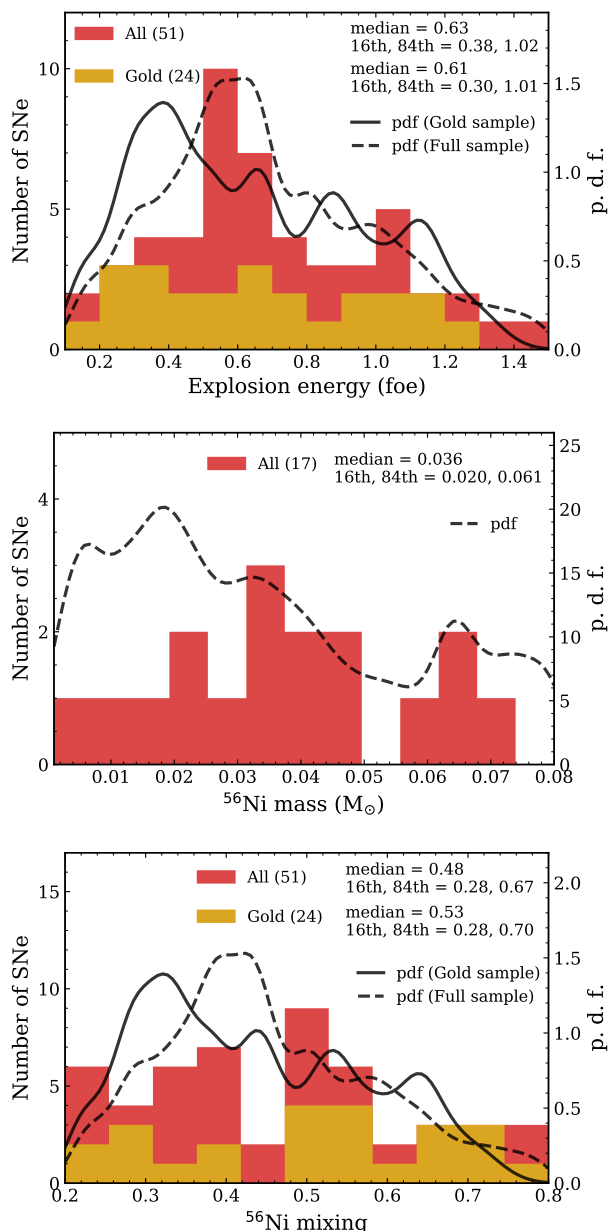 All (51)
Gold (24)
median = 0.63
16th, 84th = 0.38, 1.02
median = 0.61
16th, 84th = 0.30, 1.01
pdf (Gold sample)
pdf (Full sample)
Number of SNe
10
5
0
1.5
1.0
0.5
0.0
p. d. f.
0.2 0.4 0.6 0.8 1.0 1.2 1.4
Explosion energy (foe)
All (17)
median = 0.036
16th, 84th = 0.020, 0.061
pdf
Number of SNe
4
2
0
25
20
15
10
5
0
p. d. f.
0.01 0.02 0.03 0.04 0.05 0.06 0.07 0.08
⁵⁶Ni mass (M☉)
All (51)
Gold (24)
median = 0.48
16th, 84th = 0.28, 0.67
median = 0.53
16th, 84th = 0.28, 0.70
pdf (Gold sample)
pdf (Full sample)
Number of SNe
15
10
5
0
2.0
1.5
1.0
0.5
0.0
p. d. f.
0.2 0.3 0.4 0.5 0.6 0.7 0.8
⁵⁶Ni mixing